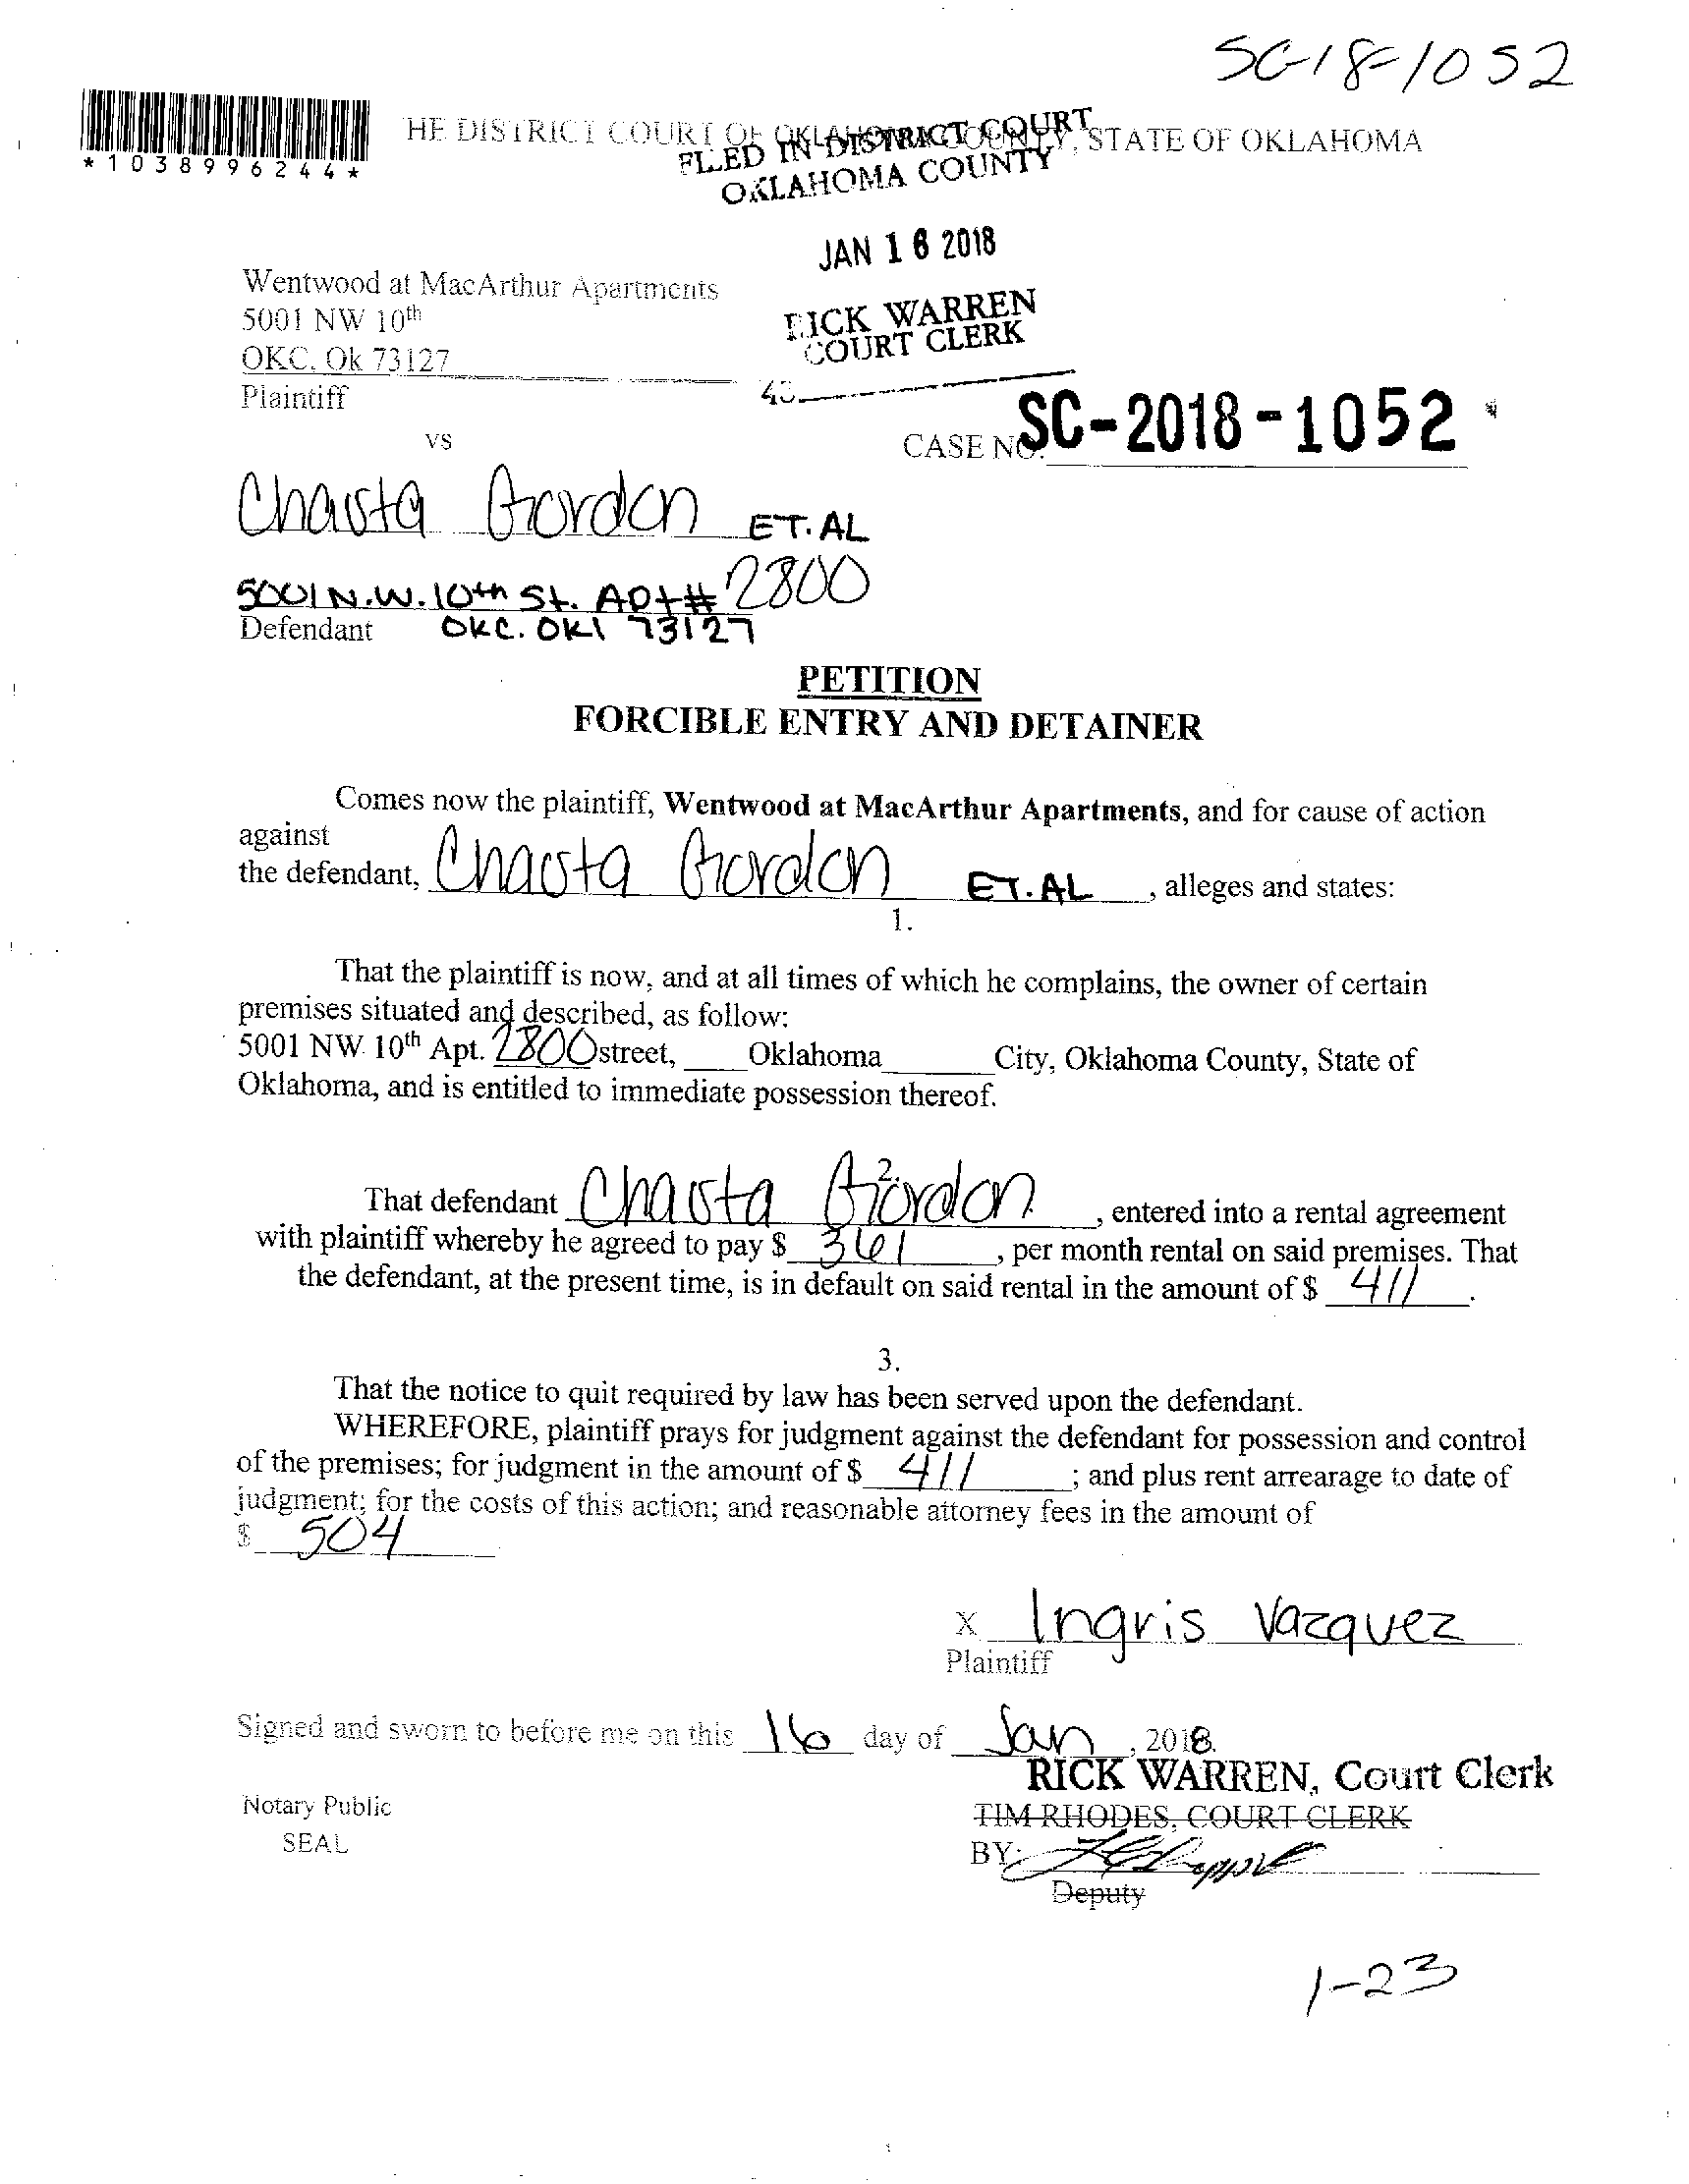 SC-18-1052
*1038996244*
HE DISTRICT COURT OF OKLAHOMA COUNTY, STATE OF OKLAHOMA
FILED IN DISTRICT COURT
OKLAHOMA COUNTY
JAN 16 2018
Wentwood at MacArthur Apartments
5001 NW 10th
RICK WARREN
COURT CLERK
OKC, Ok 73127
Plaintiff
43
vs
CASE NO. SC-2018-1052
Chasta Gordon ET.AL
5001 N.W. 10th St. Apt# 2800
Defendant OKC. OK 73127
PETITION
FORCIBLE ENTRY AND DETAINER
Comes now the plaintiff, Wentwood at MacArthur Apartments, and for cause of action
against
the defendant, Chasta Gordon ET.AL, alleges and states:
1.
That the plaintiff is now, and at all times of which he complains, the owner of certain
premises situated and described, as follow:
5001 NW 10th Apt. 2800 street, Oklahoma City, Oklahoma County, State of
Oklahoma, and is entitled to immediate possession thereof.
2.
That defendant Chasta Gordon, entered into a rental agreement
with plaintiff whereby he agreed to pay $ 361, per month rental on said premises. That
the defendant, at the present time, is in default on said rental in the amount of $ 411.
3.
That the notice to quit required by law has been served upon the defendant.
WHEREFORE, plaintiff prays for judgment against the defendant for possession and control
of the premises; for judgment in the amount of $ 411; and plus rent arrearage to date of
judgment; for the costs of this action; and reasonable attorney fees in the amount of
$ 504
X Ingris Vazquez
Plaintiff
Signed and sworn to before me on this 16 day of Jan, 2018.
RICK WARREN, Court Clerk
Notary Public
TIM RHODES, COURT CLERK
SEAL
BY:
Deputy
1-23